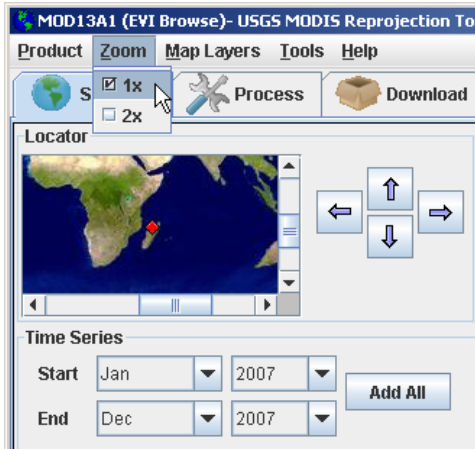 MOD13A1 (EVI Browse)- USGS MODIS Reprojection To
Product Zoom Map Layers Tools Help
1x
2x
S
Process
Download
Locator
Time Series
Start Jan 2007
Add All
End Dec 2007